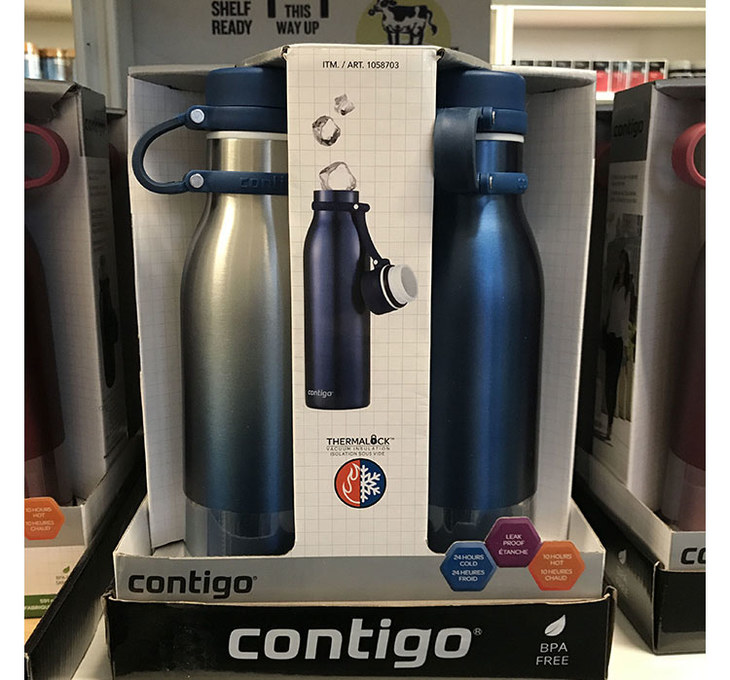 SHELF
READY
THIS
WAY UP
ITM. / ART. 1058703
contigo
THERMALOCK™
VACUUM INSULATION
ISOLATION SOUS VIDE
LEAK
PROOF
ÉTANCHE
24 HOURS
COLD
24 HEURES
FROID
10 HOURS
HOT
10 HEURES
CHAUD
contigo®
contigo®
BPA
FREE
10 HOURS
HOT
10 HEURES
CHAUD
contigo